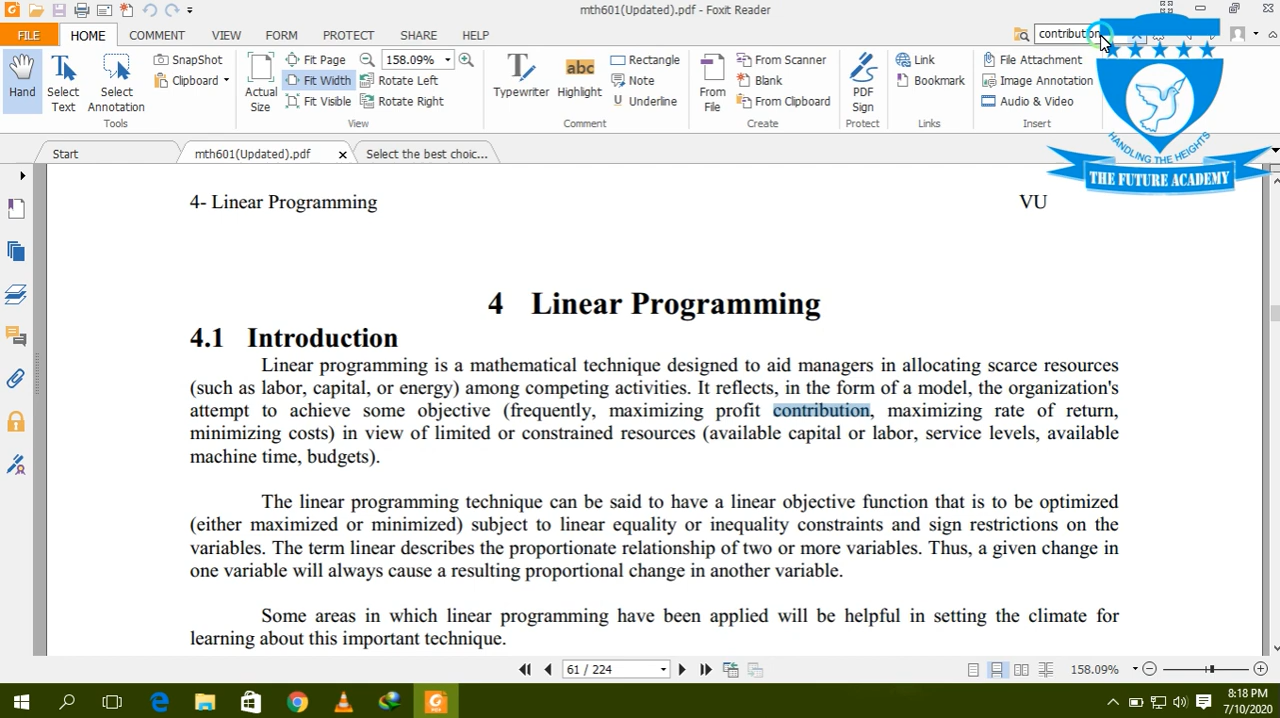 mth601(Updated).pdf - Foxit Reader
FILE HOME COMMENT VIEW FORM PROTECT SHARE HELP
contribution
Hand
Select Text
Select Annotation
SnapShot
Clipboard
Tools
Actual Size
Fit Page
Fit Width
Fit Visible
158.09%
Rotate Left
Rotate Right
View
Typewriter
Highlight
Rectangle
Note
Underline
Comment
From File
From Scanner
Blank
From Clipboard
Create
PDF Sign
Protect
Link
Bookmark
Links
File Attachment
Image Annotation
Audio & Video
Insert
HANDLING THE HEIGHTS
THE FUTURE ACADEMY
Start
mth601(Updated).pdf
Select the best choic...
4- Linear Programming VU
4 Linear Programming
4.1 Introduction
Linear programming is a mathematical technique designed to aid managers in allocating scarce resources
(such as labor, capital, or energy) among competing activities. It reflects, in the form of a model, the organization's
attempt to achieve some objective (frequently, maximizing profit contribution, maximizing rate of return,
minimizing costs) in view of limited or constrained resources (available capital or labor, service levels, available
machine time, budgets).
The linear programming technique can be said to have a linear objective function that is to be optimized
(either maximized or minimized) subject to linear equality or inequality constraints and sign restrictions on the
variables. The term linear describes the proportionate relationship of two or more variables. Thus, a given change in
one variable will always cause a resulting proportional change in another variable.
Some areas in which linear programming have been applied will be helpful in setting the climate for
learning about this important technique.
61 / 224
158.09%
8:18 PM
7/10/2020